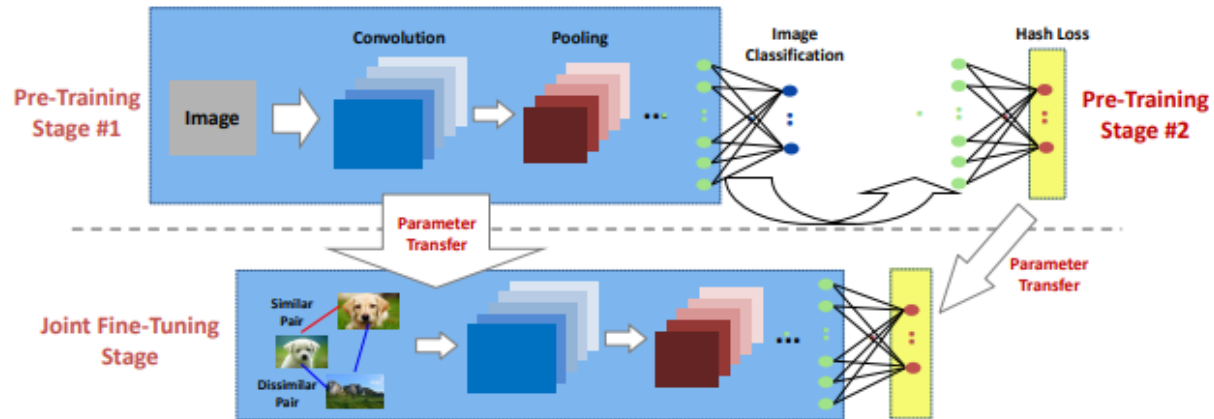 Convolution
Pooling
Image
Classification
Hash Loss
Pre-Training
Stage #1
Image
Pre-Training
Stage #2
Parameter
Transfer
Parameter
Transfer
Joint Fine-Tuning
Stage
Similar
Pair
Dissimilar
Pair